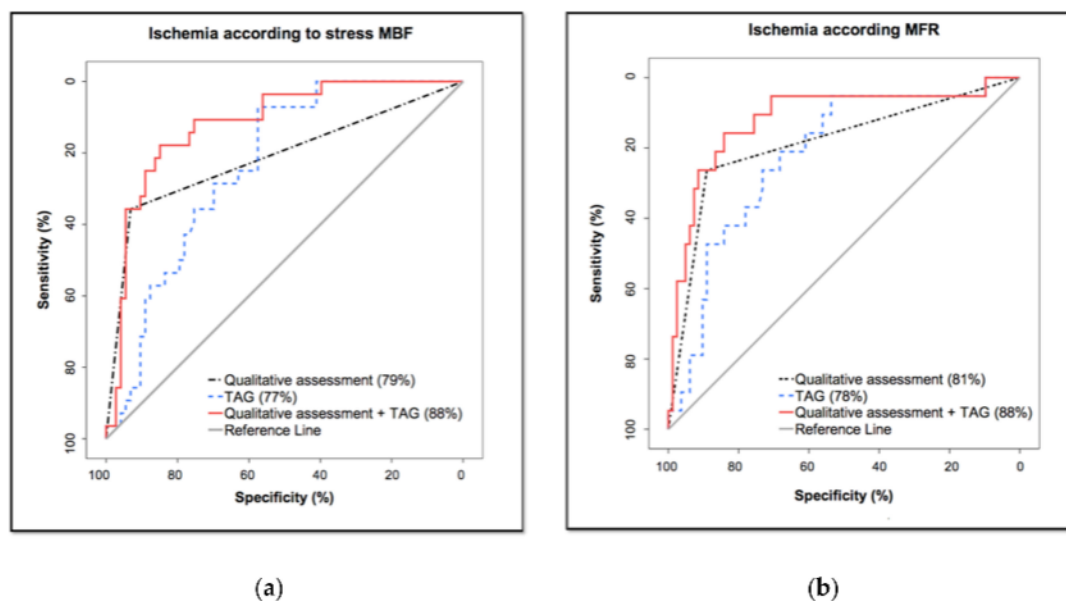 Ischemia according to stress MBF
0
20
40
60
80
100
Sensitivity (%)
Qualitative assessment (79%)
TAG (77%)
Qualitative assessment + TAG (88%)
Reference Line
100 80 60 40 20 0
Specificity (%)
(a)
Ischemia according MFR
0
20
40
60
80
100
Sensitivity (%)
Qualitative assessment (81%)
TAG (78%)
Qualitative assessment + TAG (88%)
Reference Line
100 80 60 40 20 0
Specificity (%)
(b)